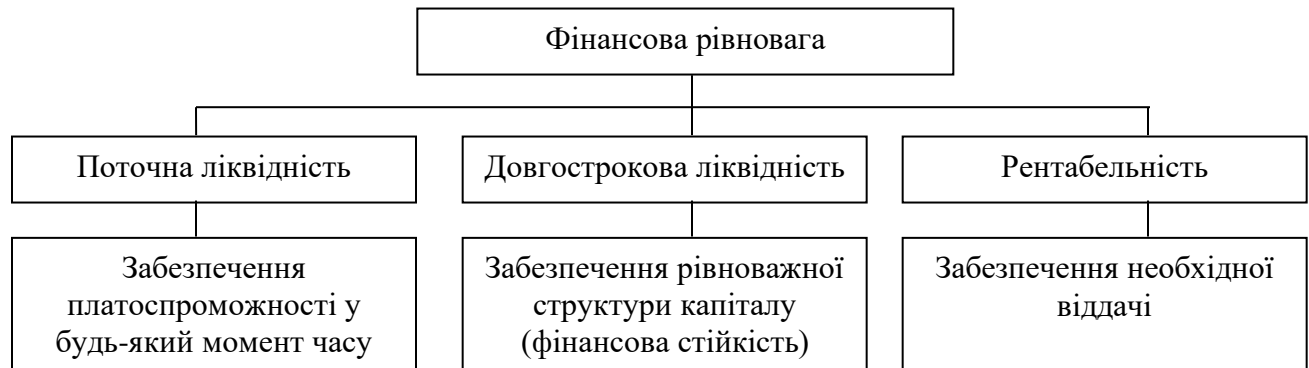 Фінансова рівновага
Поточна ліквідність
Довгострокова ліквідність
Рентабельність
Забезпечення
платоспроможності у
будь-який момент часу
Забезпечення рівноважної
структури капіталу
(фінансова стійкість)
Забезпечення необхідної
віддачі